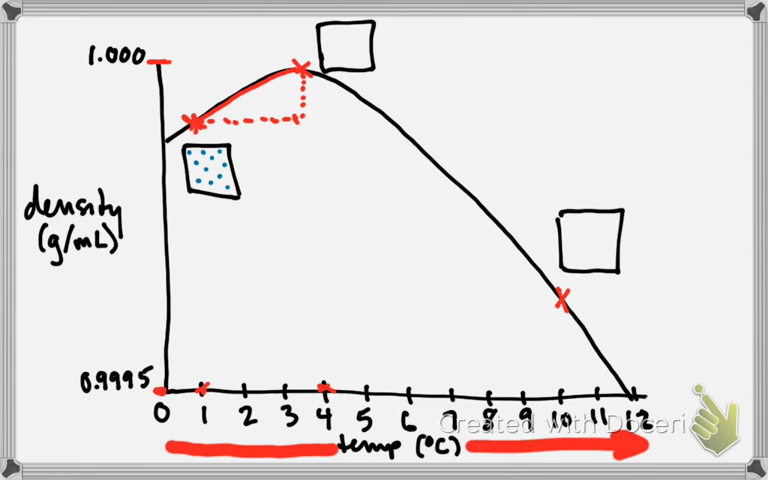 1.000
density
(g/mL)
0.9995
0 1 2 3 4 5 6 7 8 9 10 11 12
Created with Doceri
temp (°C)